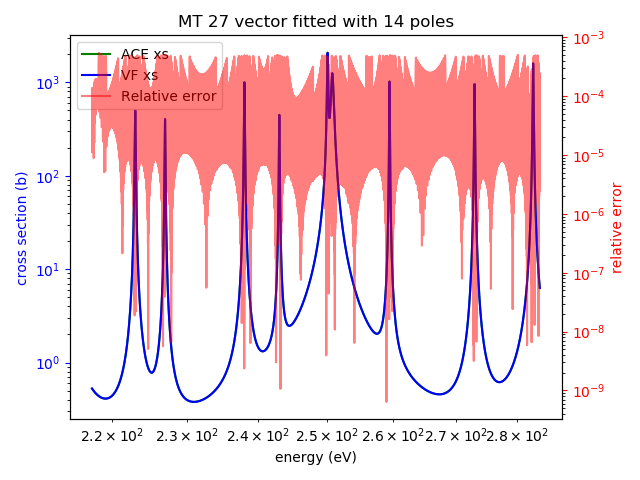 MT 27 vector fitted with 14 poles
ACE xs
VF xs
Relative error
10³
10²
10¹
10⁰
cross section (b)
10⁻³
10⁻⁴
10⁻⁵
10⁻⁶
10⁻⁷
10⁻⁸
10⁻⁹
relative error
2.2 × 10² 2.3 × 10² 2.4 × 10² 2.5 × 10² 2.6 × 10² 2.7 × 10² 2.8 × 10²
energy (eV)